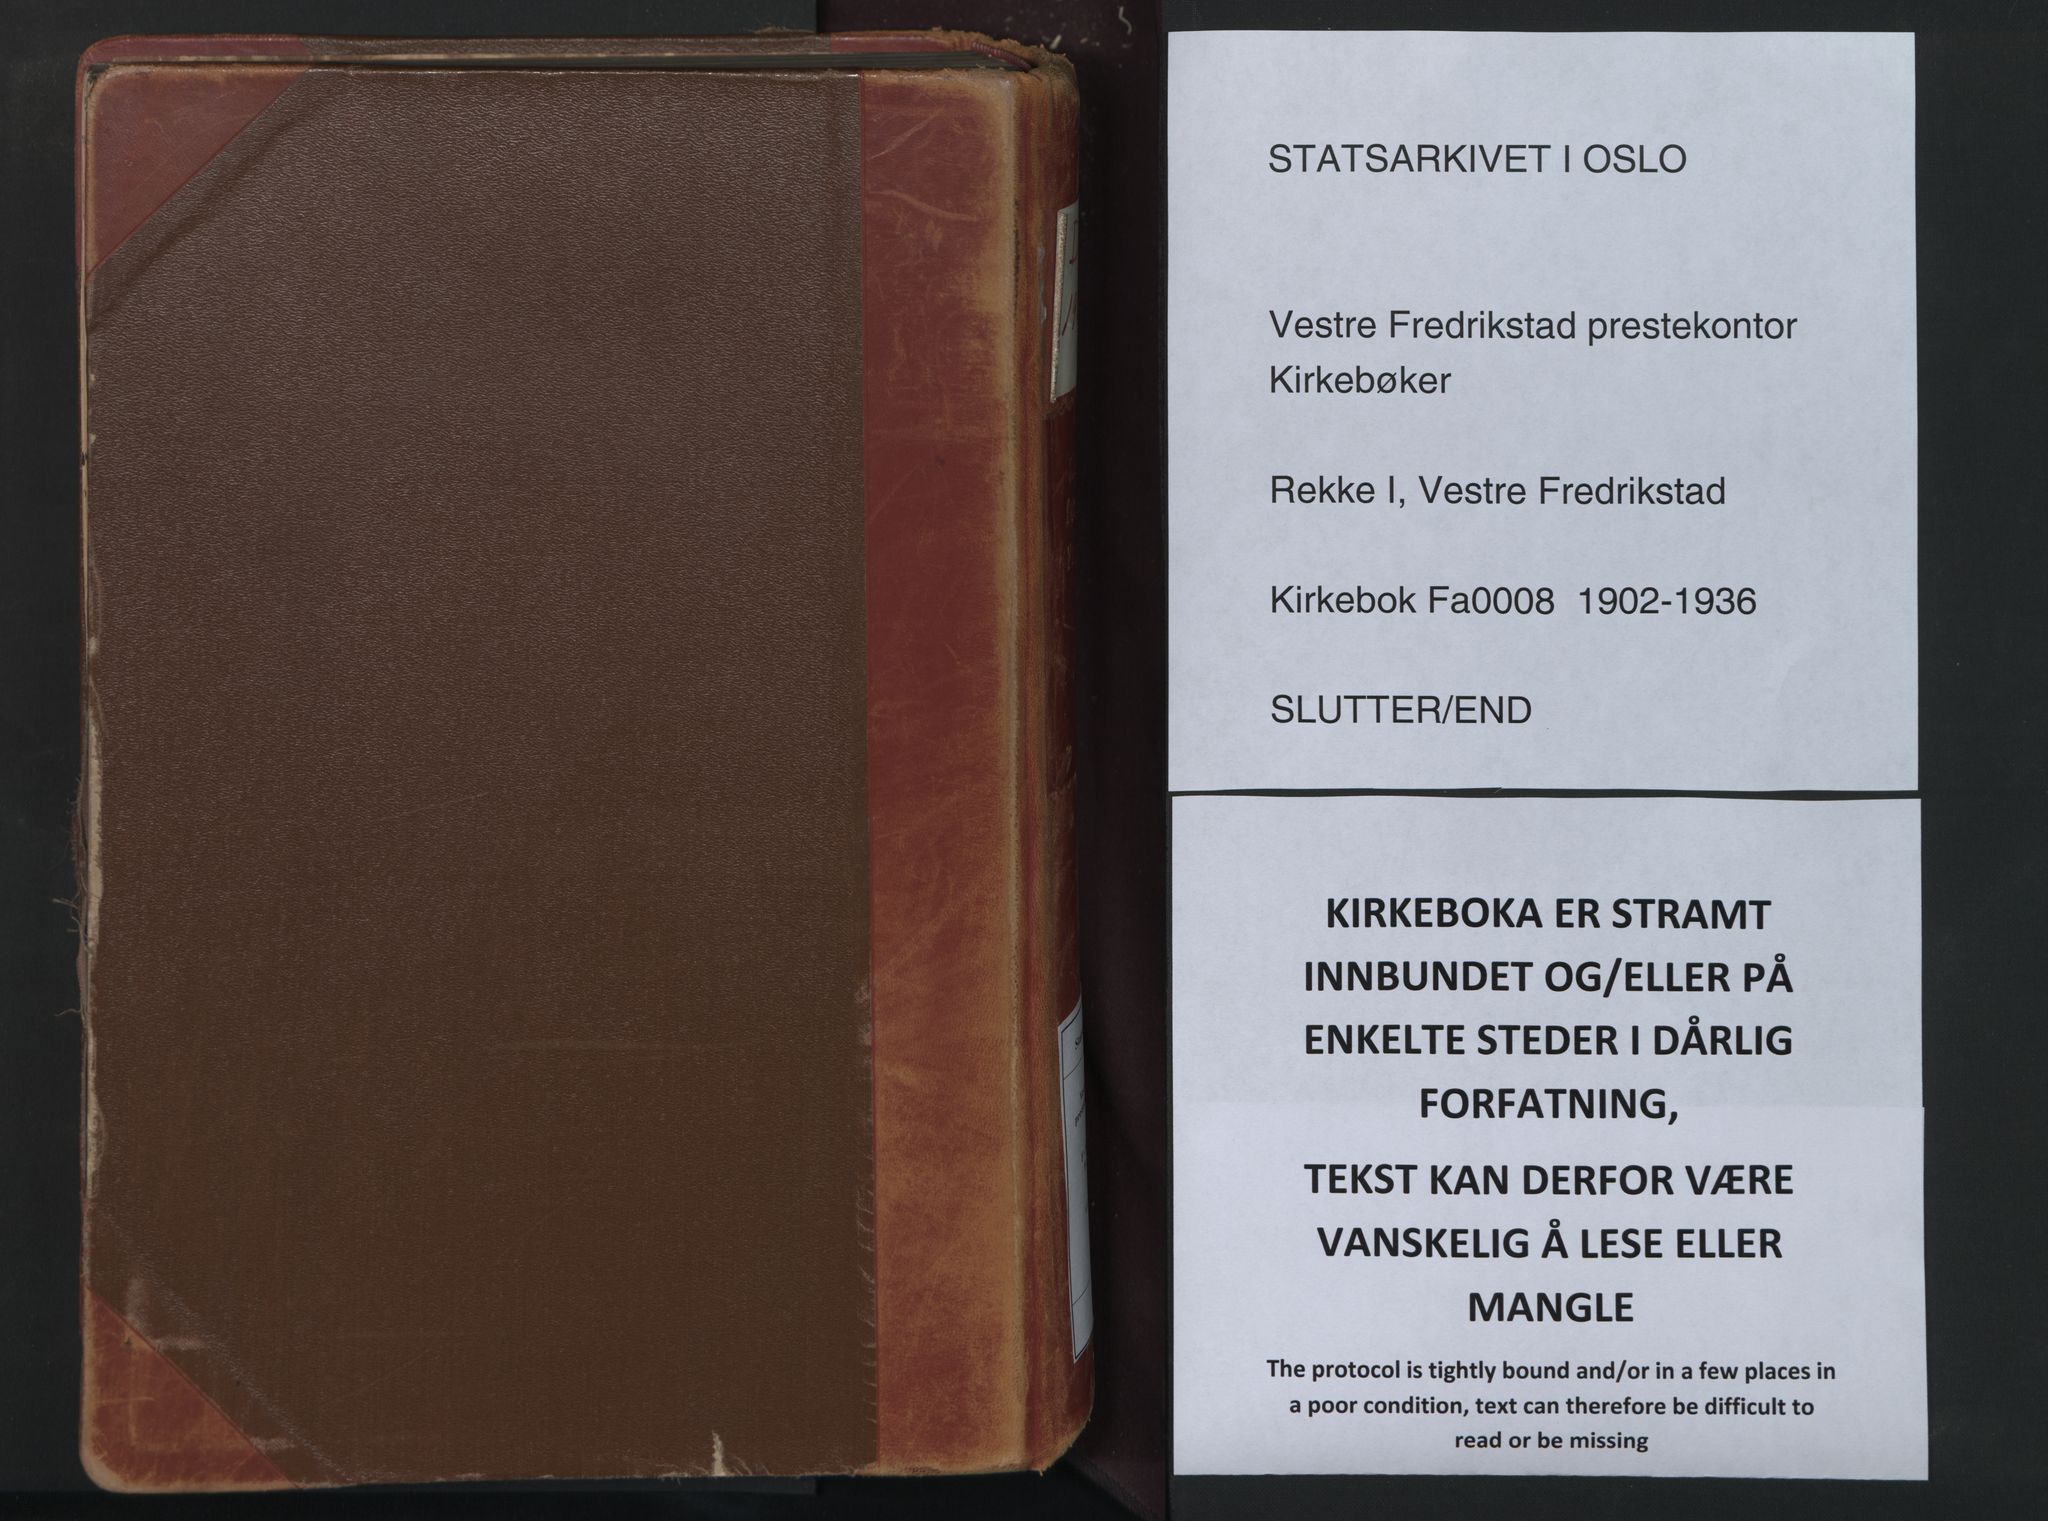 STATSARKIVET I OSLO
Vestre Fredrikstad prestekontor
Kirkebøker
Rekke I, Vestre Fredrikstad
Kirkebok Fa0008 1902-1936
SLUTTER/END
KIRKEBOKA ER STRAMT
INNBUNDET OG/ELLER PÅ
ENKELTE STEDER I DÅRLIG
FORFATNING,
TEKST KAN DERFOR VÆRE
VANSKELIG Å LESE ELLER
MANGLE
The protocol is tightly bound and/or in a few places in
a poor condition, text can therefore be difficult to
read or be missing